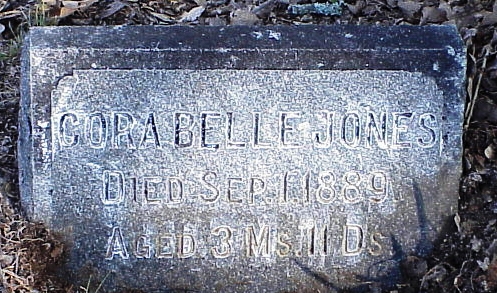 CORA BELLE JONES
DIED SEP. 1. 1889
AGED 3 MS. 11 DS